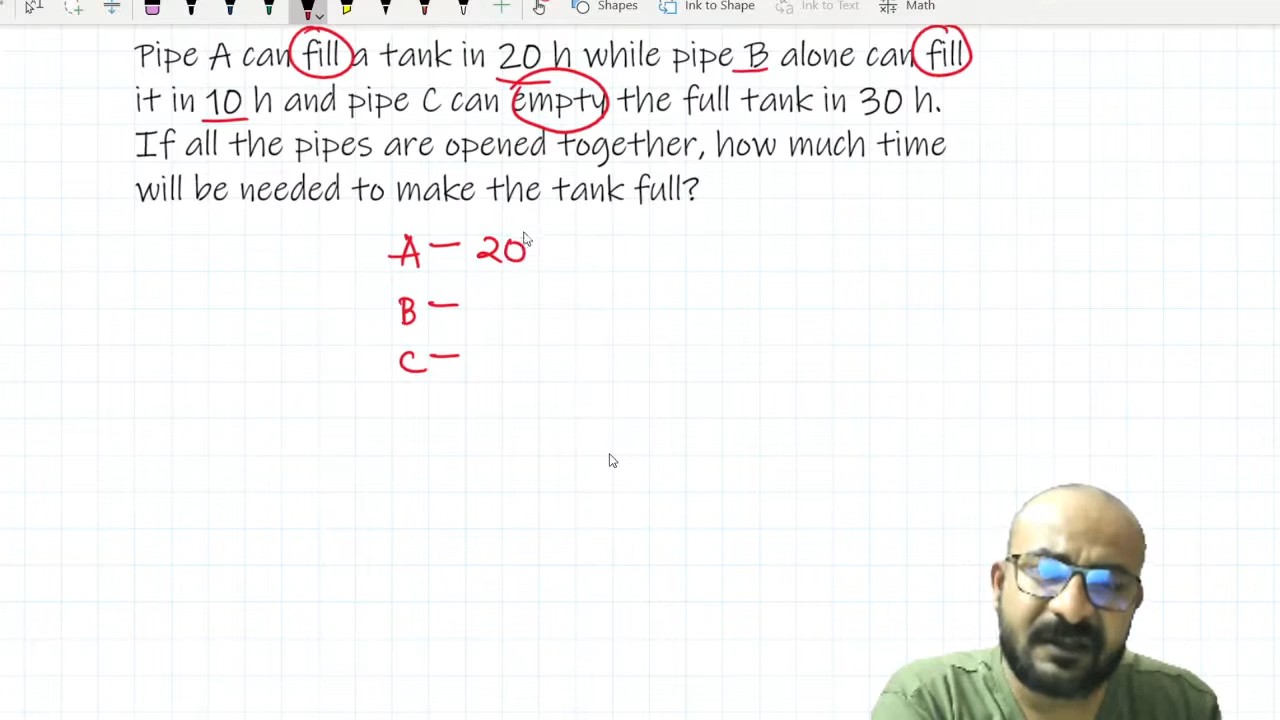 Shapes Ink to Shape Ink to Text Math
Pipe A can fill a tank in 20 h while pipe B alone can fill
it in 10 h and pipe C can empty the full tank in 30 h.
If all the pipes are opened together, how much time
will be needed to make the tank full?
A — 20
B —
C —